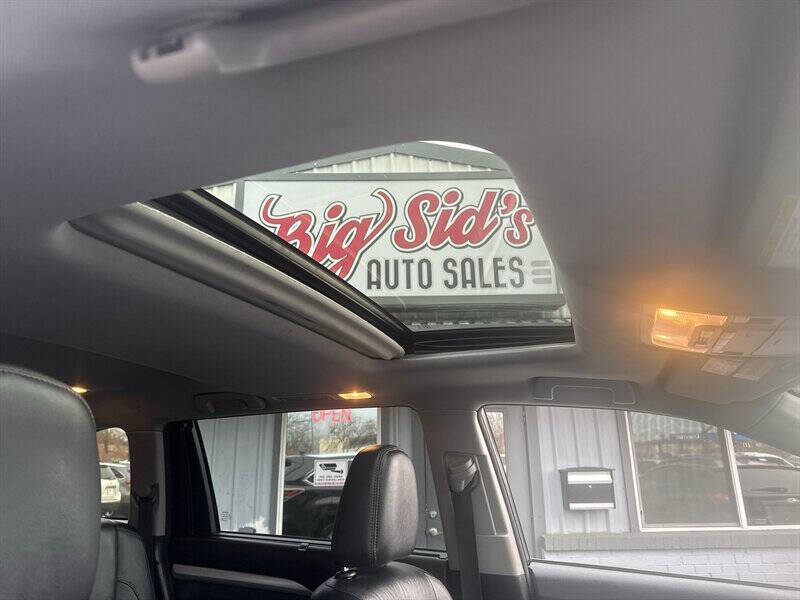 Big Sid's
AUTO SALES
OPEN